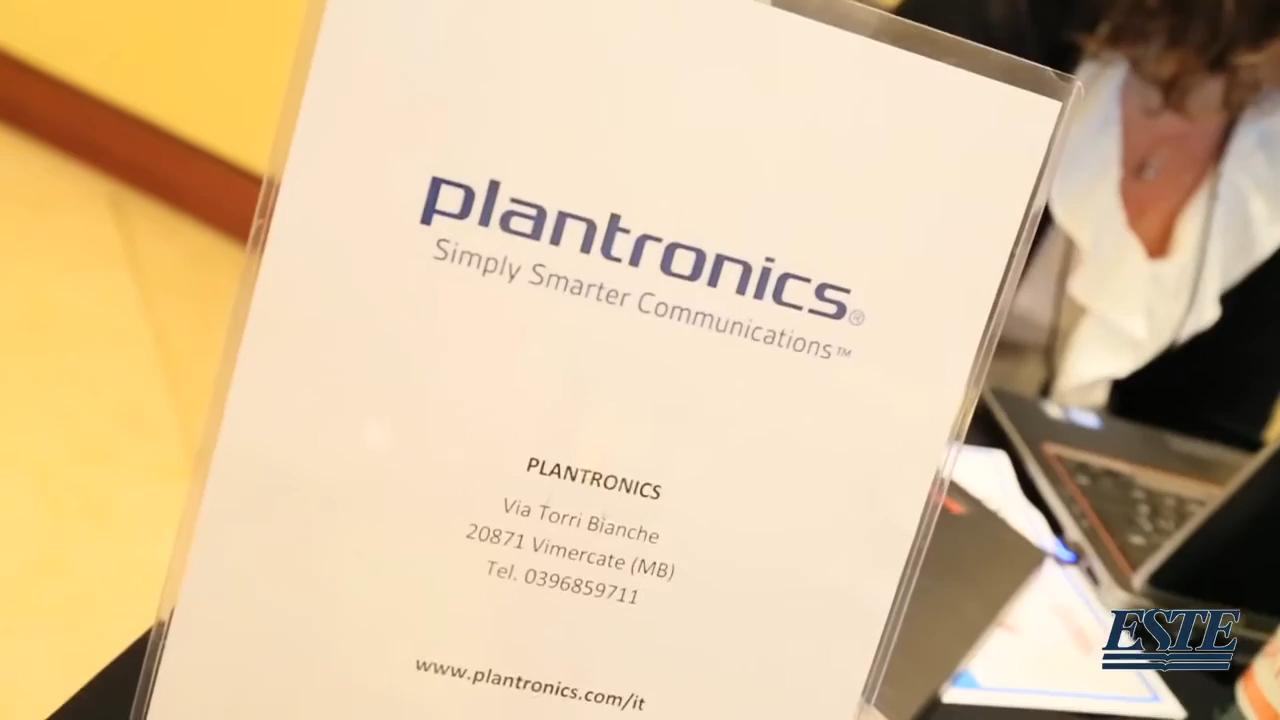 plantronics®
Simply Smarter Communications™
PLANTRONICS
Via Torri Bianche
20871 Vimercate (MB)
Tel. 0396859711
www.plantronics.com/it
ESTE